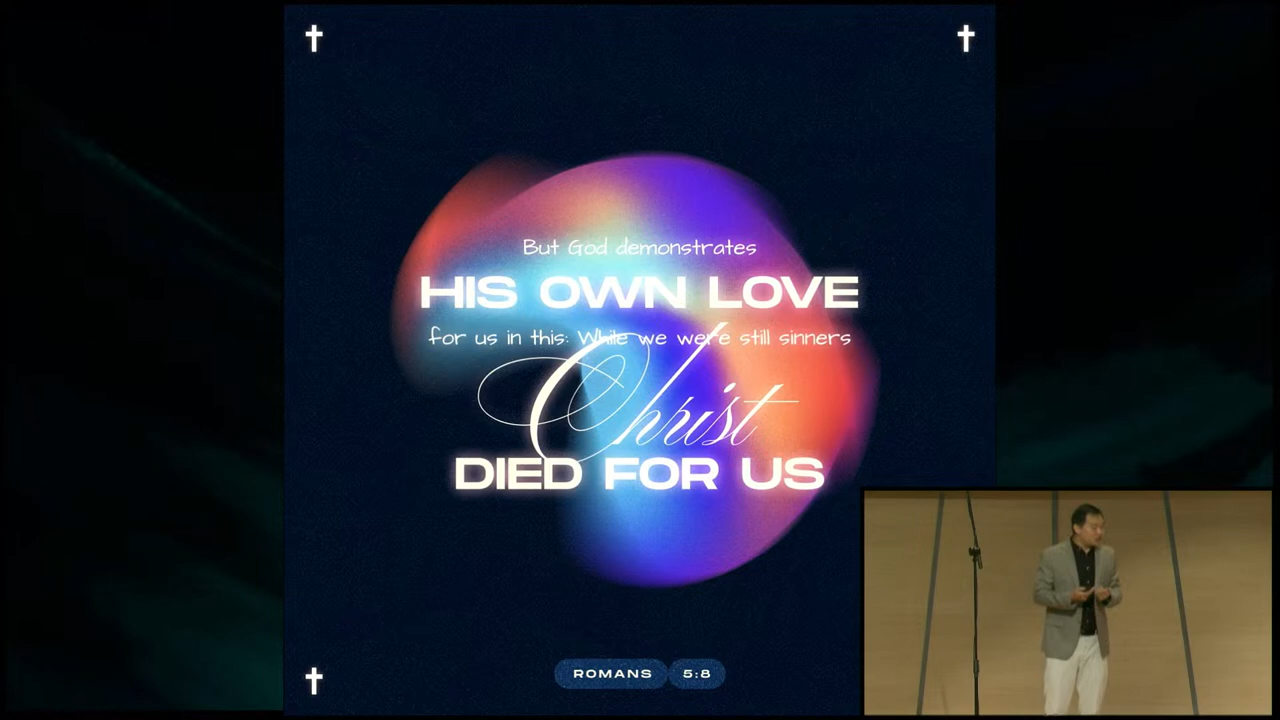 But God demonstrates
HIS OWN LOVE
for us in this: While we were still sinners
Christ
DIED FOR US
ROMANS 5:8